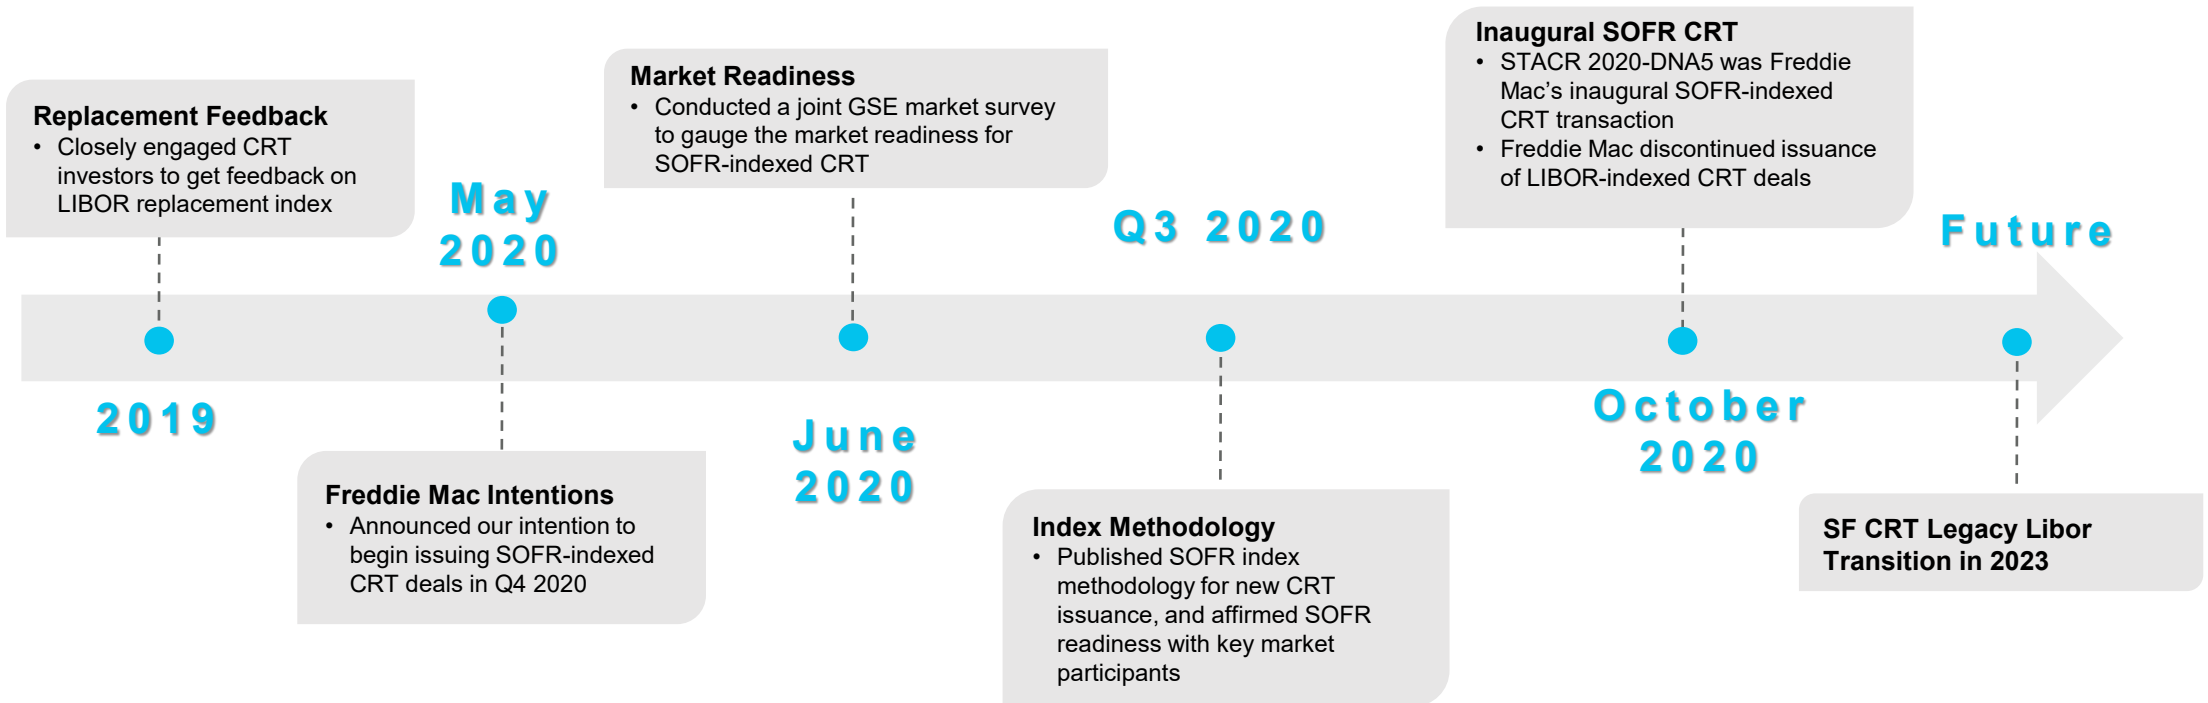 Replacement Feedback
• Closely engaged CRT
investors to get feedback on
LIBOR replacement index
2019
May
2020
Freddie Mac Intentions
• Announced our intention to
begin issuing SOFR-indexed
CRT deals in Q4 2020
Market Readiness
• Conducted a joint GSE market survey
to gauge the market readiness for
SOFR-indexed CRT
June
2020
Q3 2020
Index Methodology
• Published SOFR index
methodology for new CRT
issuance, and affirmed SOFR
readiness with key market
participants
Inaugural SOFR CRT
• STACR 2020-DNA5 was Freddie
Mac’s inaugural SOFR-indexed
CRT transaction
• Freddie Mac discontinued issuance
of LIBOR-indexed CRT deals
October
2020
Future
SF CRT Legacy Libor
Transition in 2023